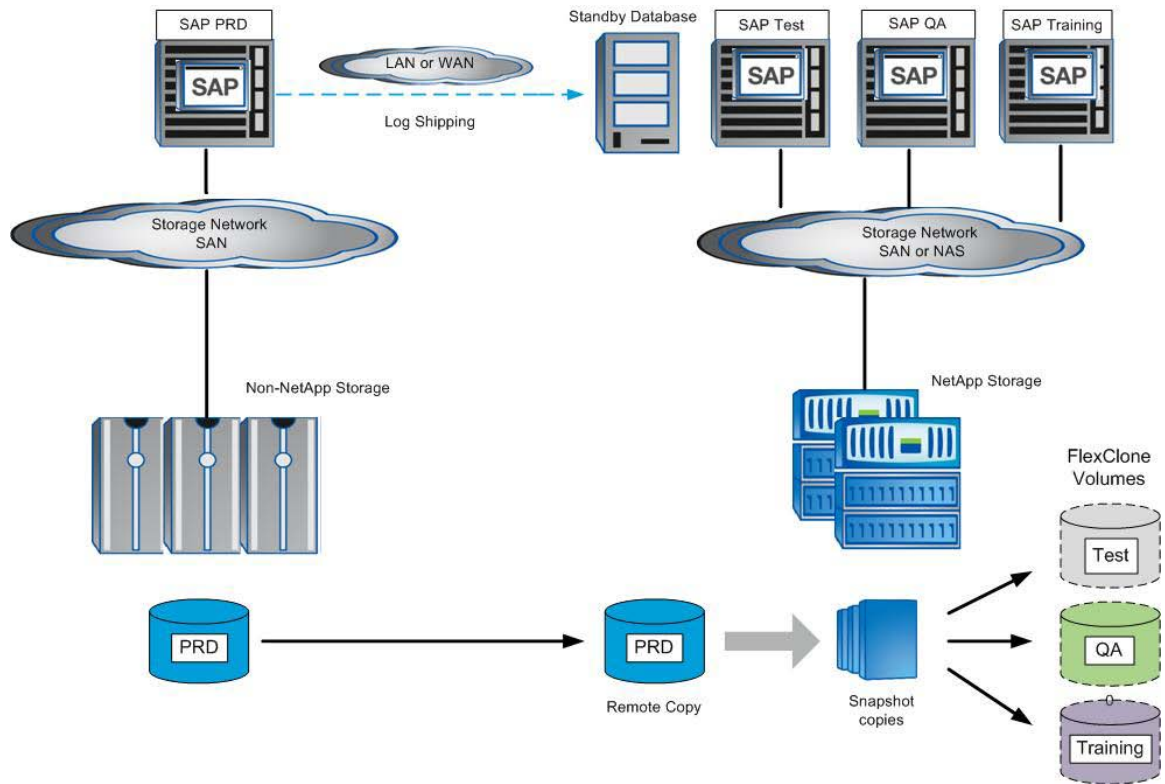 SAP PRD
Standby Database
SAP Test
SAP QA
SAP Training
LAN or WAN
SAP
SAP
SAP
SAP
Log Shipping
Storage Network
SAN
Storage Network
SAN or NAS
Non-NetApp Storage
NetApp Storage
FlexClone
Volumes
Test
PRD
PRD
QA
Remote Copy
Snapshot
copies
0
Training